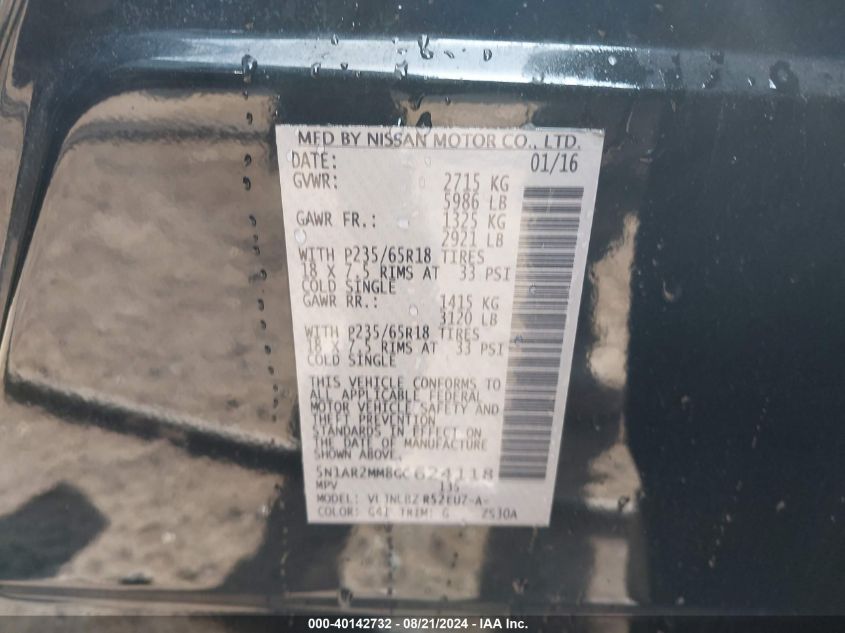 MFD BY NISSAN MOTOR CO., LTD.
DATE: 01/16
GVWR: 2715 KG
5986 LB
GAWR FR.: 1325 KG
2921 LB
WITH P235/65R18 TIRES
18 X 7.5 RIMS AT 33 PSI
COLD SINGLE
GAWR RR.: 1415 KG
3120 LB
WITH P235/65R18 TIRES
18 X 7.5 RIMS AT 33 PSI
COLD SINGLE
THIS VEHICLE CONFORMS TO
ALL APPLICABLE FEDERAL
MOTOR VEHICLE SAFETY AND
THEFT PREVENTION
STANDARDS IN EFFECT ON
THE DATE OF MANUFACTURE
SHOWN ABOVE.
5N1AR2MM8GC624118
MPV
MODEL:
COLOR: G41 TRIM: G ZS30A
000-40142732 - 08/21/2024 - IAA Inc.